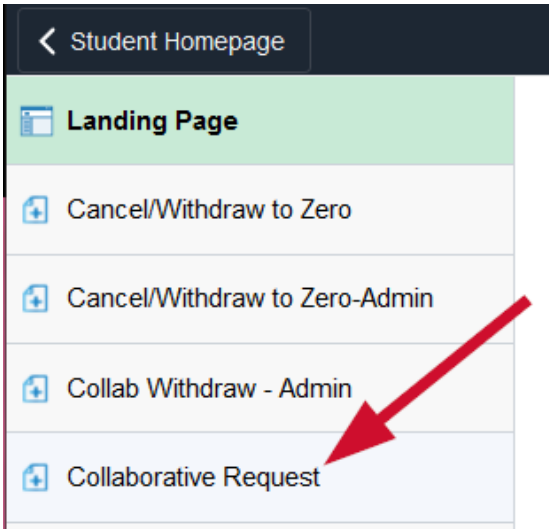 Student Homepage
Landing Page
Cancel/Withdraw to Zero
Cancel/Withdraw to Zero-Admin
Collab Withdraw - Admin
Collaborative Request